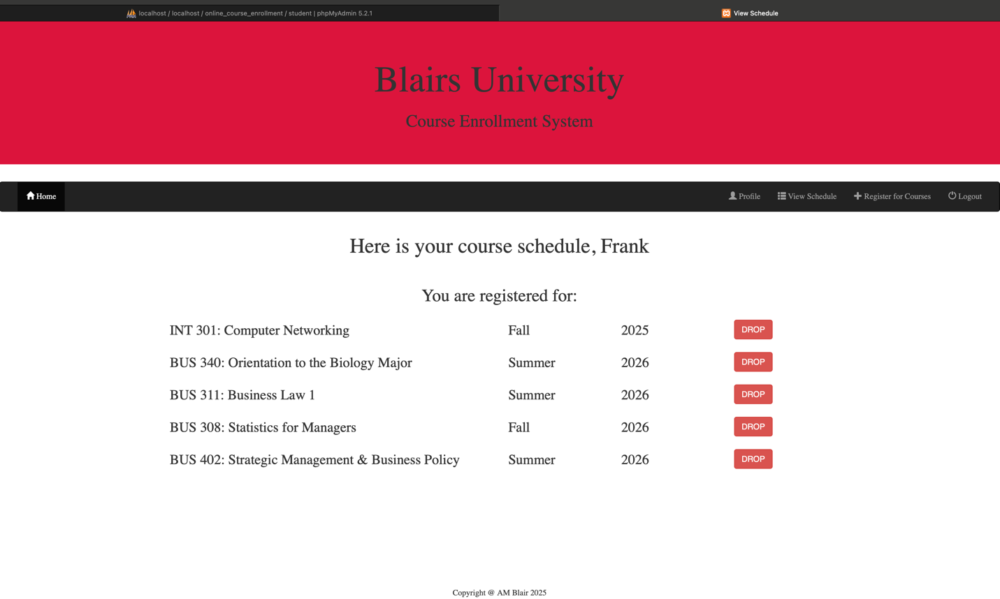 localhost / localhost / online_course_enrollment / student | phpMyAdmin 5.2.1
View Schedule
Blairs University
Course Enrollment System
Home Profile View Schedule Register for Courses Logout
Here is your course schedule, Frank
You are registered for:
INT 301: Computer Networking Fall 2025 DROP
BUS 340: Orientation to the Biology Major Summer 2026 DROP
BUS 311: Business Law 1 Summer 2026 DROP
BUS 308: Statistics for Managers Fall 2026 DROP
BUS 402: Strategic Management & Business Policy Summer 2026 DROP
Copyright @ AM Blair 2025